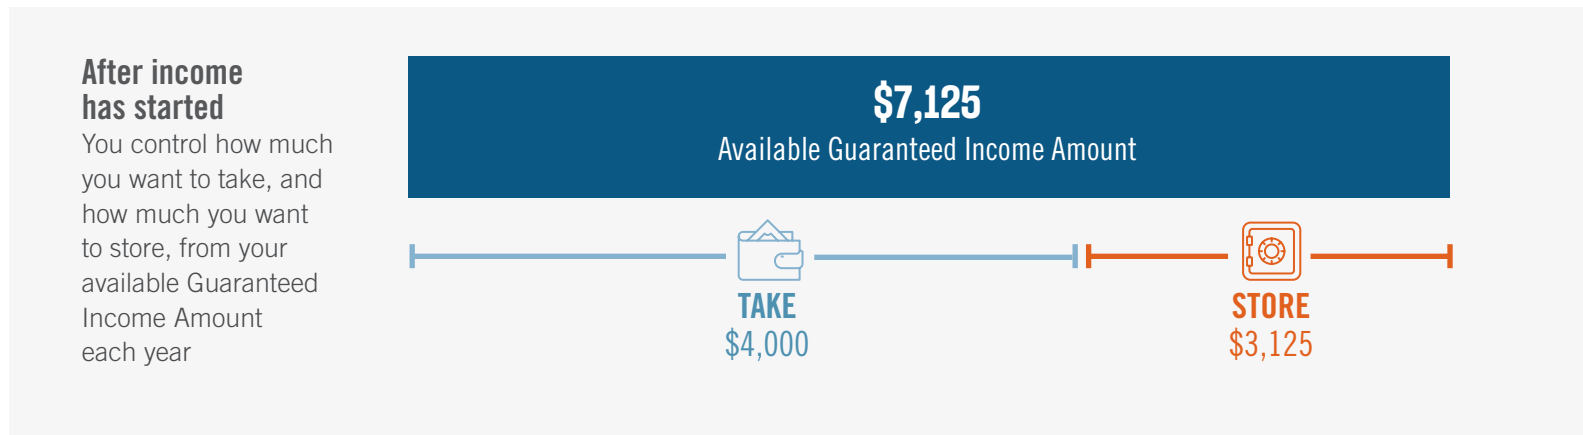 After income
has started
You control how much
you want to take, and
how much you want
to store, from your
available Guaranteed
Income Amount
each year
$7,125
Available Guaranteed Income Amount
TAKE
$4,000
STORE
$3,125